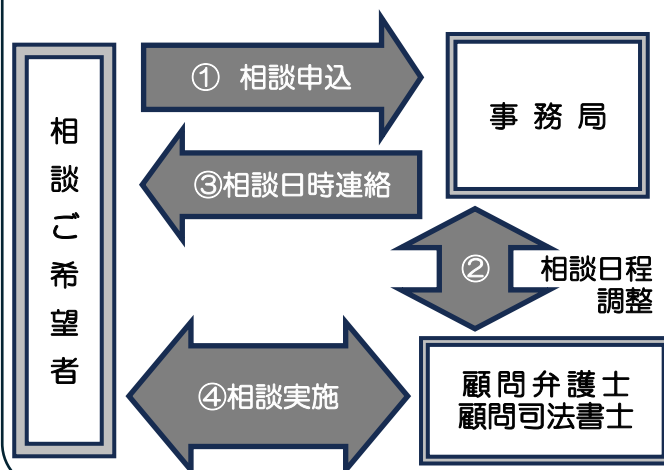 相談ご希望者
① 相談申込
事務局
③相談日時連絡
②
相談日程
調整
④相談実施
顧問弁護士
顧問司法書士